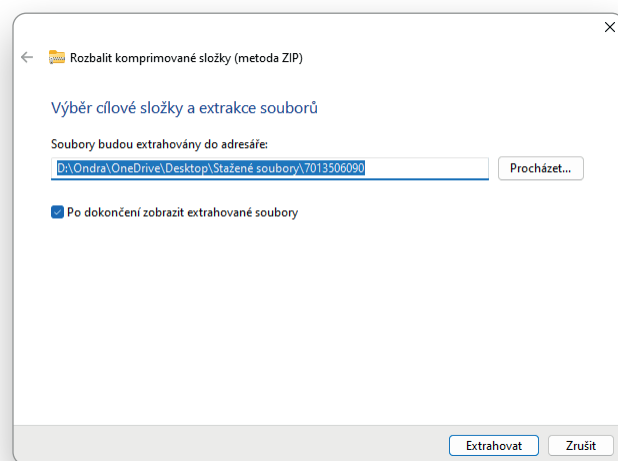 Rozbalit komprimované složky (metoda ZIP)
Výběr cílové složky a extrakce souborů
Soubory budou extrahovány do adresáře:
D:\Ondra\OneDrive\Desktop\Stažené soubory\7013506090
Procházet...
Po dokončení zobrazit extrahované soubory
Extrahovat
Zrušit